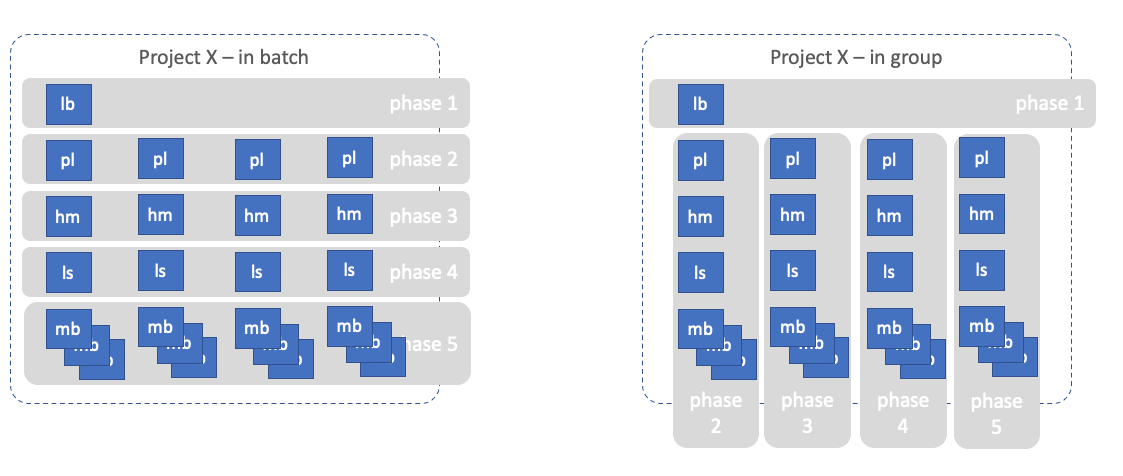 Project X – in batch
lb
phase 1
pl pl pl pl
phase 2
hm hm hm hm
phase 3
ls ls ls ls
phase 4
mb mb mb mb
hase 5
Project X – in group
lb
phase 1
pl pl pl pl
hm hm hm hm
ls ls ls ls
mb mb mb mb
phase
2
phase
3
phase
4
phase
5